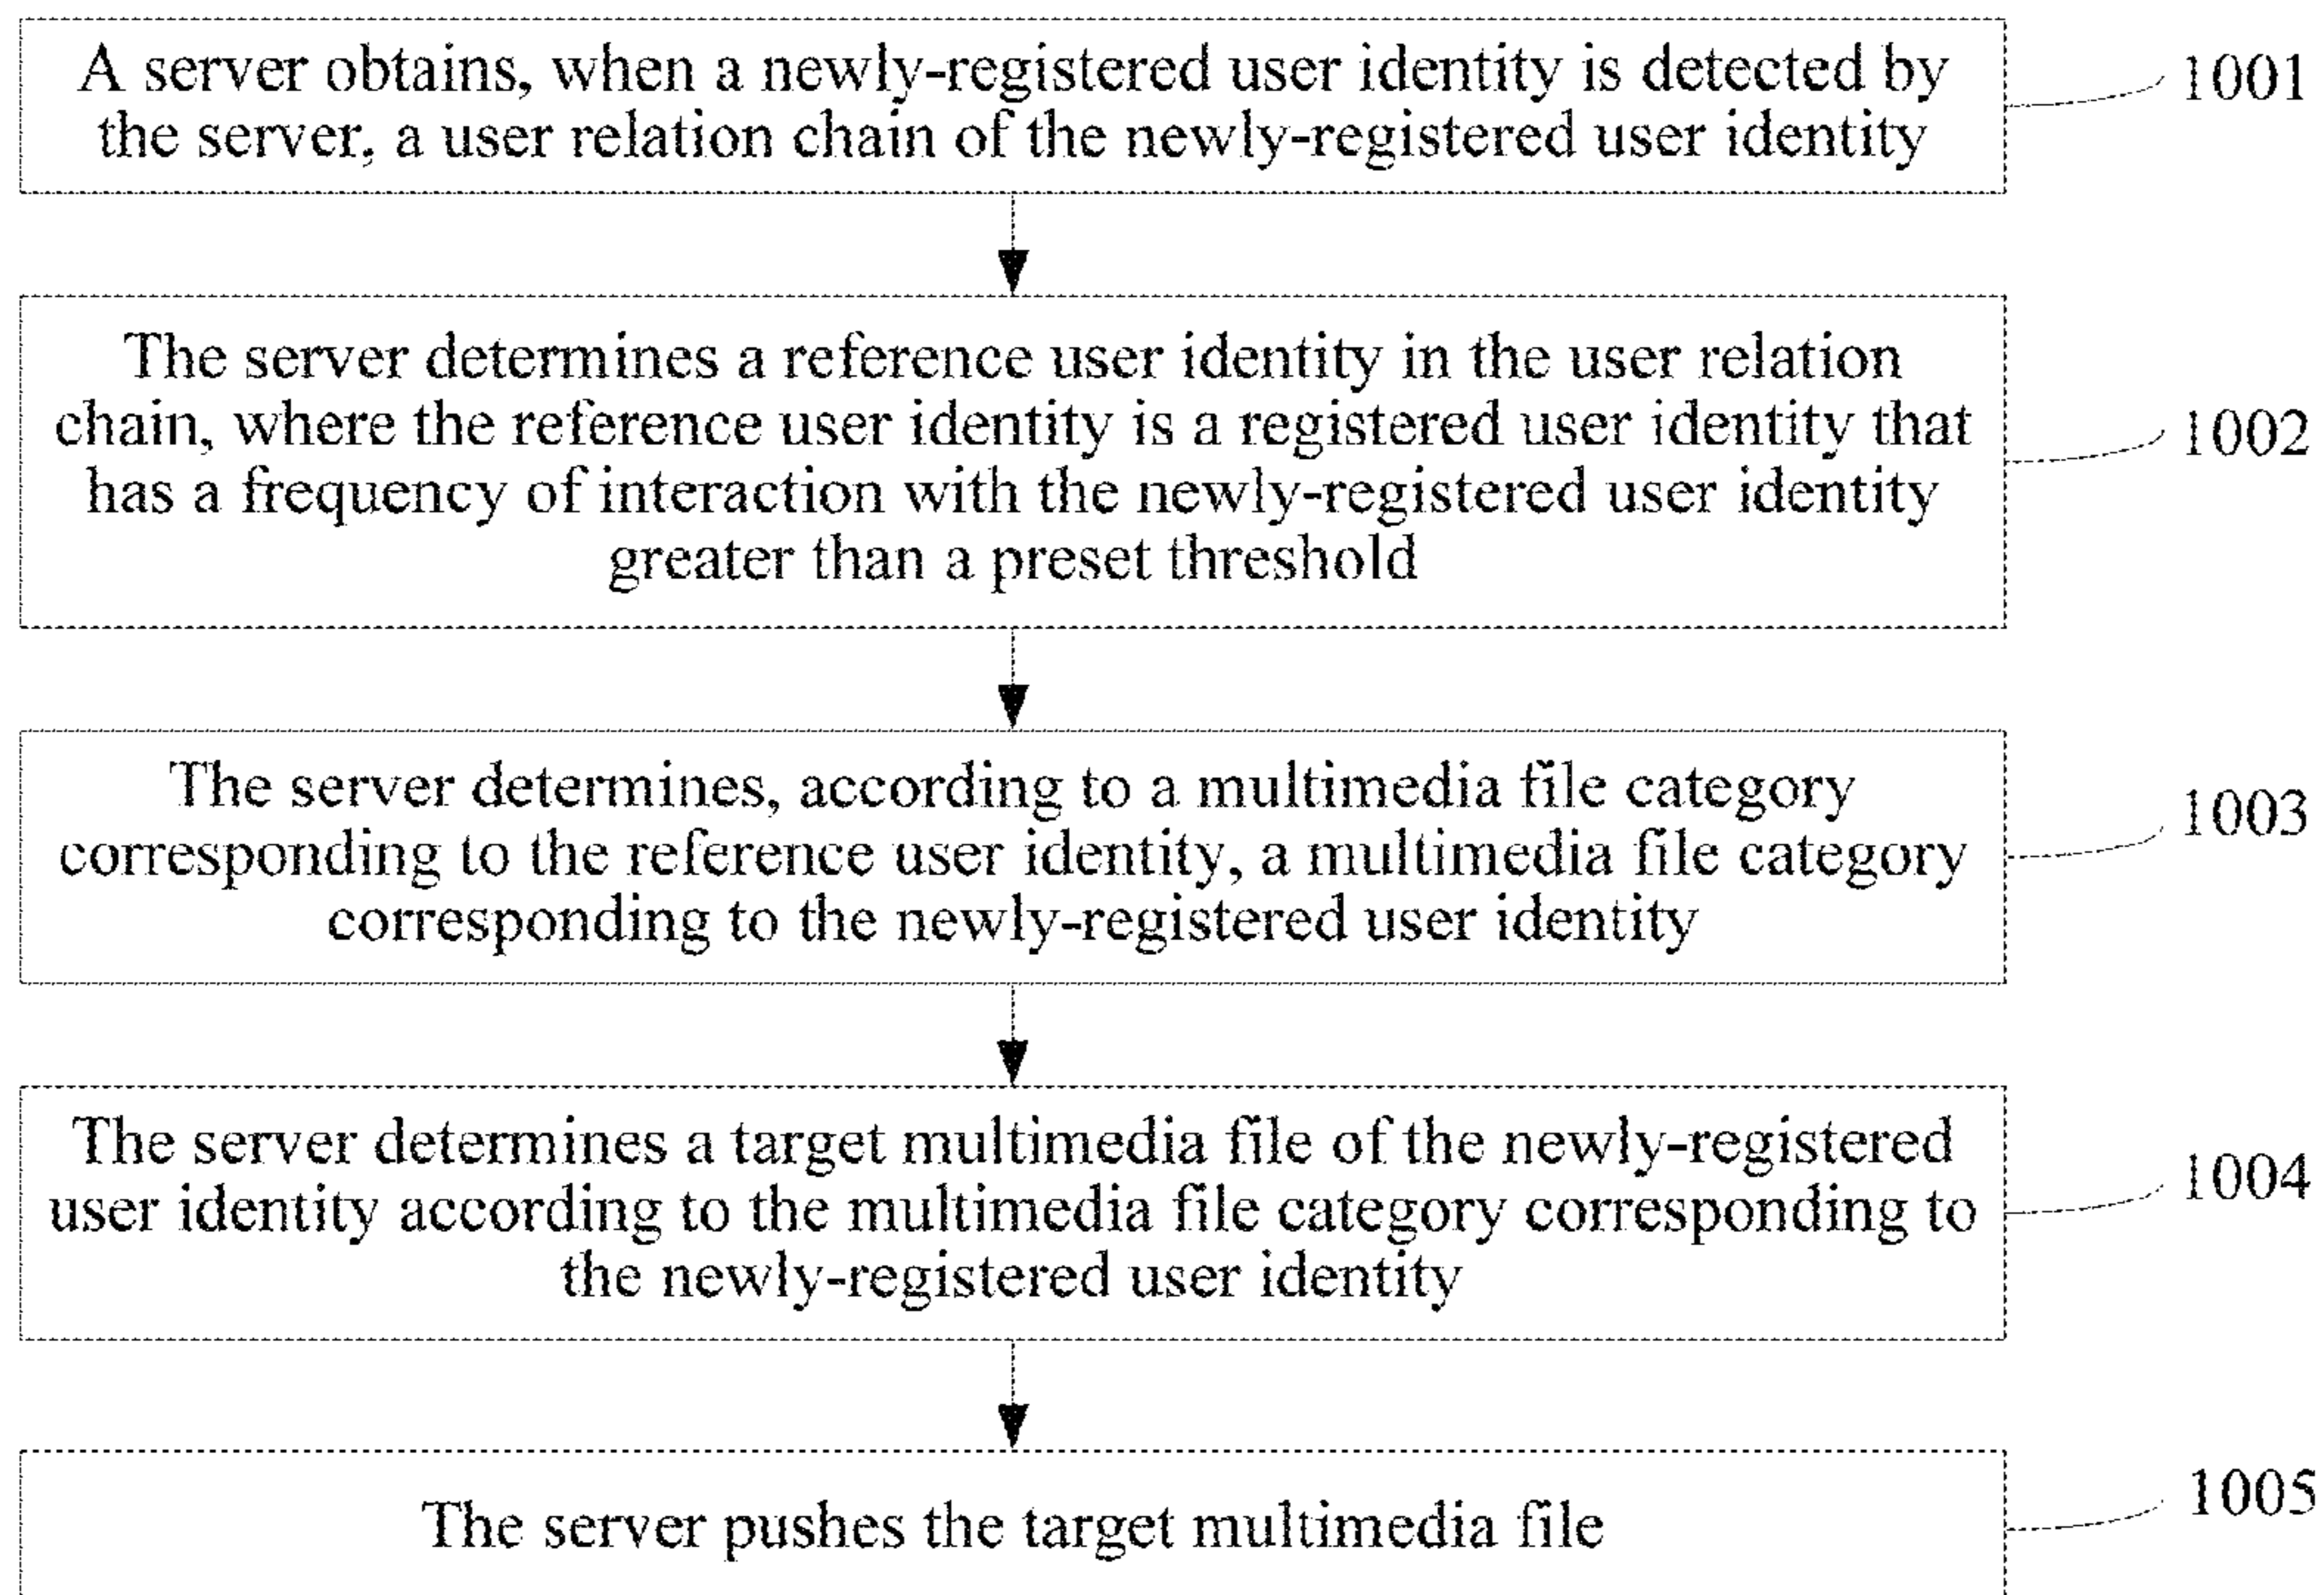 A server obtains, when a newly-registered user identity is detected by
the server, a user relation chain of the newly-registered user identity
1001
The server determines a reference user identity in the user relation
chain, where the reference user identity is a registered user identity that
has a frequency of interaction with the newly-registered user identity
greater than a preset threshold
1002
The server determines, according to a multimedia file category
corresponding to the reference user identity, a multimedia file category
corresponding to the newly-registered user identity
1003
The server determines a target multimedia file of the newly-registered
user identity according to the multimedia file category corresponding to
the newly-registered user identity
1004
The server pushes the target multimedia file
1005